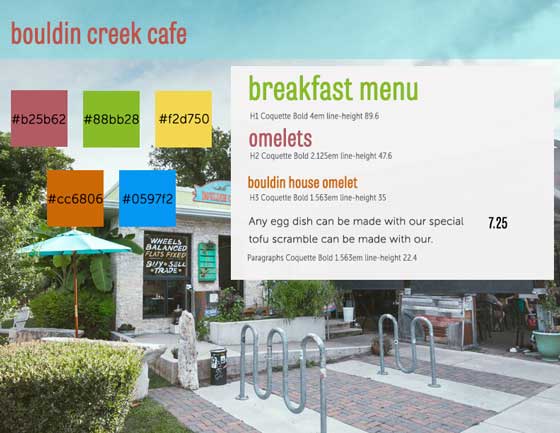 bouldin creek cafe
#b25b62
#88bb28
#f2d750
#cc6806
#0597f2
breakfast menu
H1 Coquette Bold 4em line-height 89.6
omelets
H2 Coquette Bold 2.125em line-height 47.6
bouldin house omelet
H3 Coquette Bold 1.563em line-height 35
Any egg dish can be made with our special
tofu scramble can be made with our.
7.25
Paragraphs Coquette Bold 1.563em line-height 22.4
WHEELS
BALANCED
FLATS FIXED
BUY · SELL
· TRADE ·